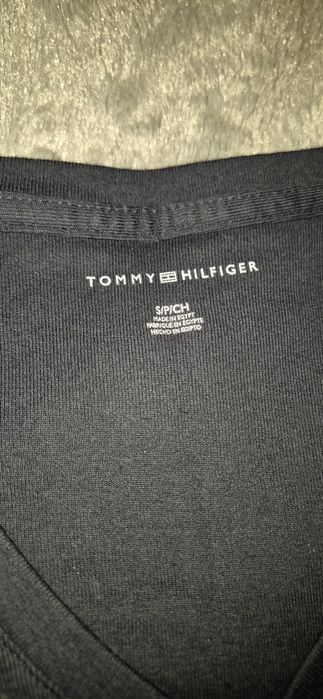 TOMMY HILFIGER
S/P/CH
MADE IN EGYPT
FABRIQUÉ EN ÉGYPTE
HECHO EN EGIPTO